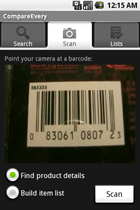 12:15 AM
CompareEvery
Search
Scan
Lists
Point your camera at a barcode:
0 83061 08072 3
Find product details
Build item list
Scan